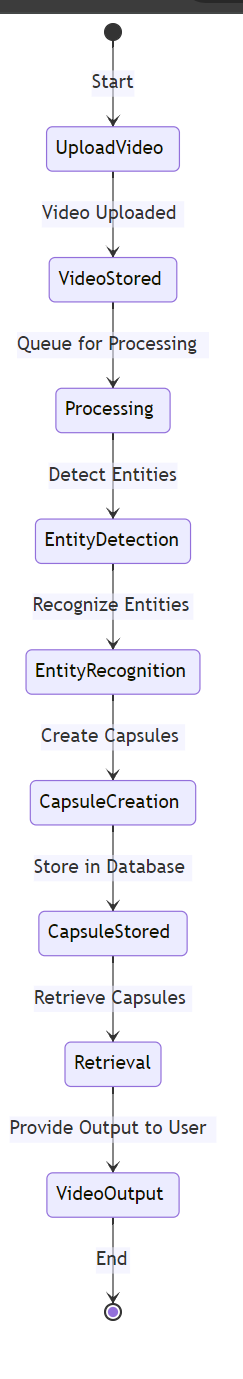 Start
UploadVideo
Video Uploaded
VideoStored
Queue for Processing
Processing
Detect Entities
EntityDetection
Recognize Entities
EntityRecognition
Create Capsules
CapsuleCreation
Store in Database
CapsuleStored
Retrieve Capsules
Retrieval
Provide Output to User
VideoOutput
End